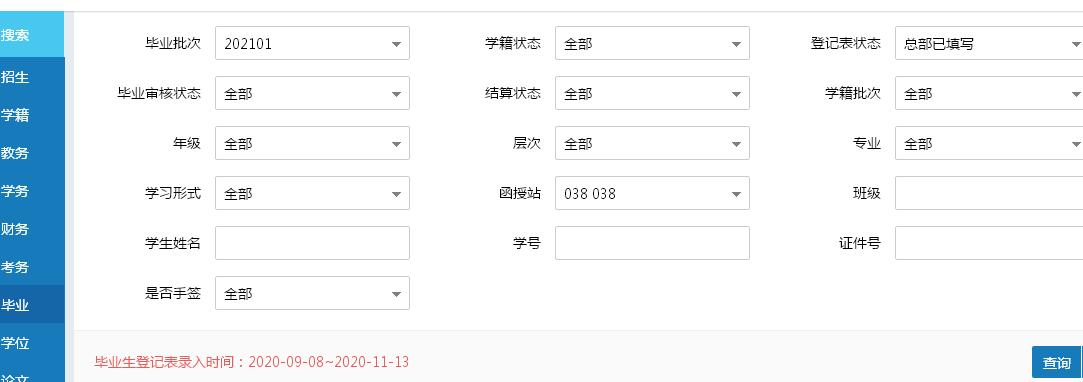 搜索
招生
学籍
教务
学务
财务
考务
毕业
学位
论文
毕业批次 202101 学籍状态 全部 登记表状态 总部已填写
毕业审核状态 全部 结算状态 全部 学籍批次 全部
年级 全部 层次 全部 专业 全部
学习形式 全部 函授站 038 038 班级
学生姓名 学号 证件号
是否手签 全部
毕业生登记表录入时间：2020-09-08~2020-11-13 查询